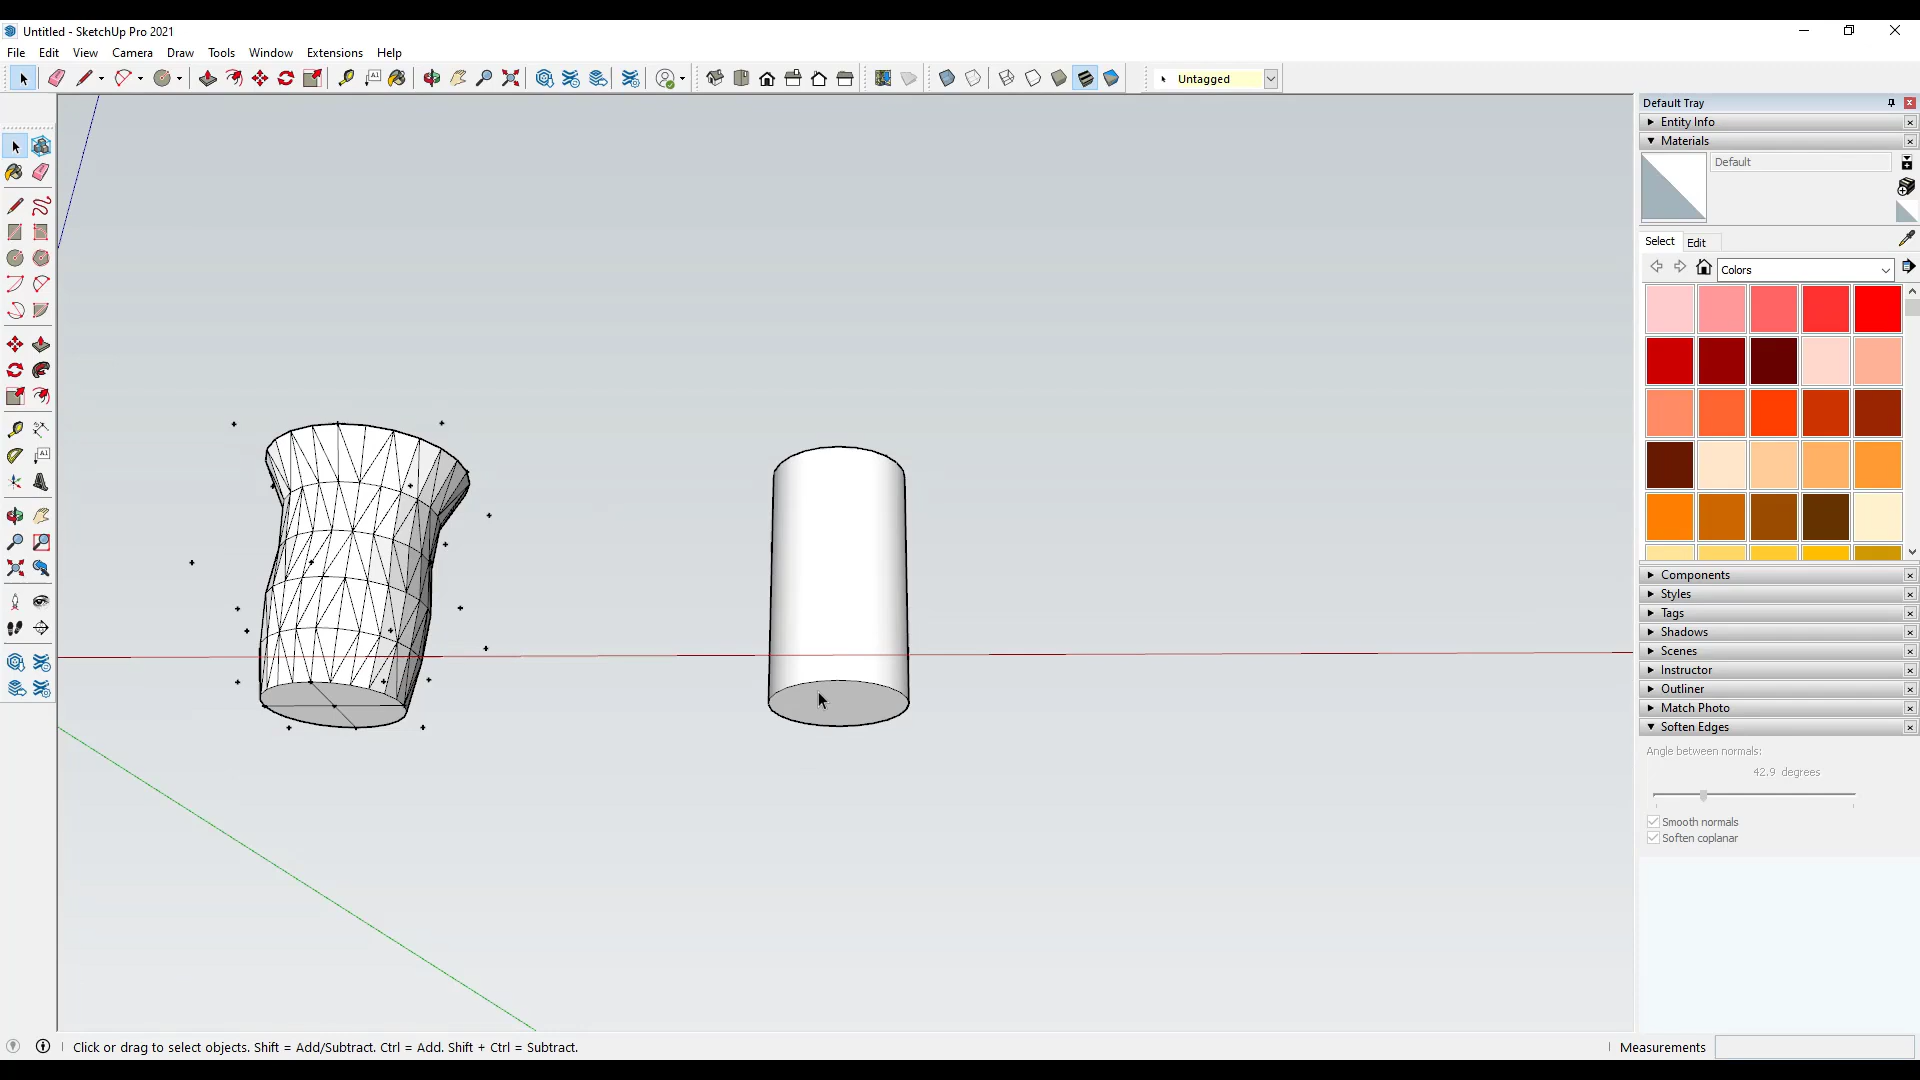 Untitled - SketchUp Pro 2021
File Edit View Camera Draw Tools Window Extensions Help
A1
Untagged
Default Tray
Entity Info
Materials
Default
Select Edit
Colors
A1
Components
Styles
Tags
Shadows
Scenes
Instructor
Outliner
Match Photo
Soften Edges
Angle between normals:
42.9 degrees
Smooth normals
Soften coplanar
Click or drag to select objects. Shift = Add/Subtract. Ctrl = Add. Shift + Ctrl = Subtract.
Measurements